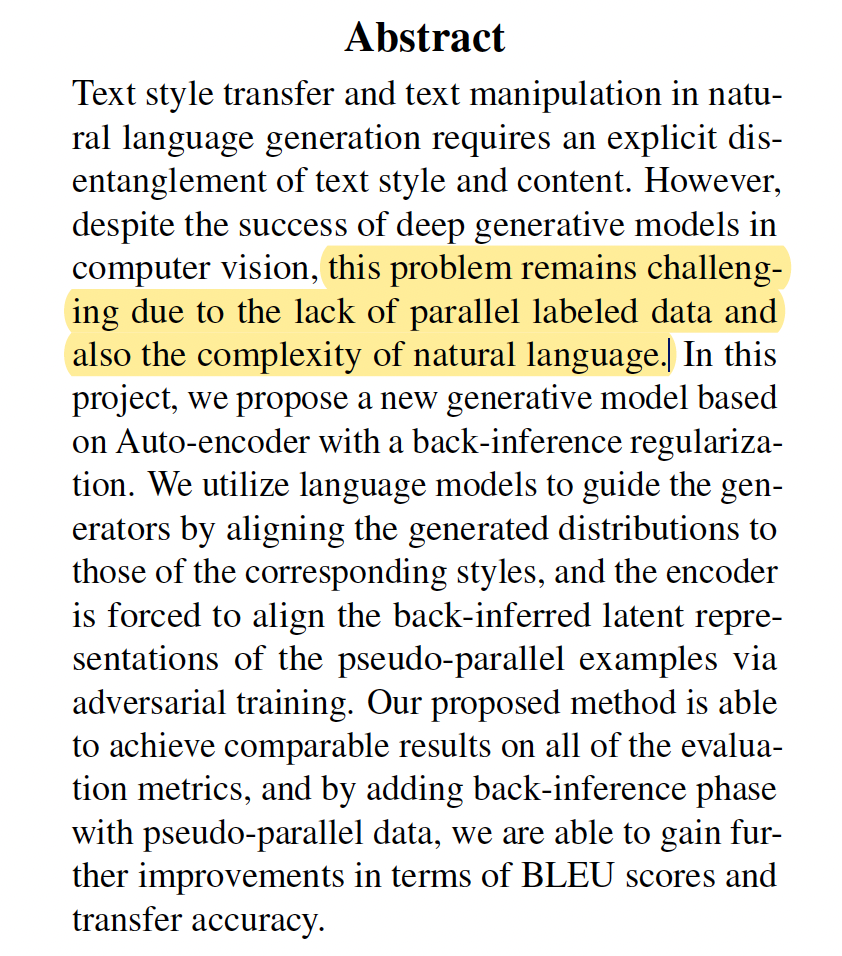 Abstract
Text style transfer and text manipulation in natu-
ral language generation requires an explicit dis-
entanglement of text style and content. However,
despite the success of deep generative models in
computer vision, this problem remains challeng-
ing due to the lack of parallel labeled data and
also the complexity of natural language. In this
project, we propose a new generative model based
on Auto-encoder with a back-inference regulariza-
tion. We utilize language models to guide the gen-
erators by aligning the generated distributions to
those of the corresponding styles, and the encoder
is forced to align the back-inferred latent repre-
sentations of the pseudo-parallel examples via
adversarial training. Our proposed method is able
to achieve comparable results on all of the evalua-
tion metrics, and by adding back-inference phase
with pseudo-parallel data, we are able to gain fur-
ther improvements in terms of BLEU scores and
transfer accuracy.